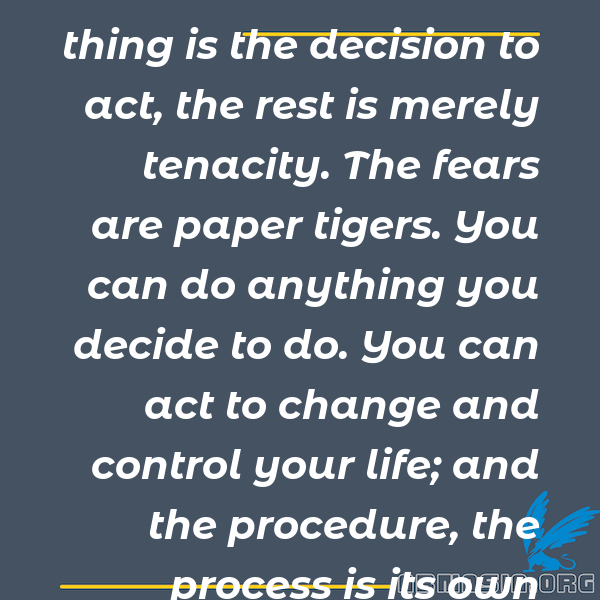 thing is the decision to
act, the rest is merely
tenacity. The fears
are paper tigers. You
can do anything you
decide to do. You can
act to change and
control your life; and
the procedure, the
process is its own